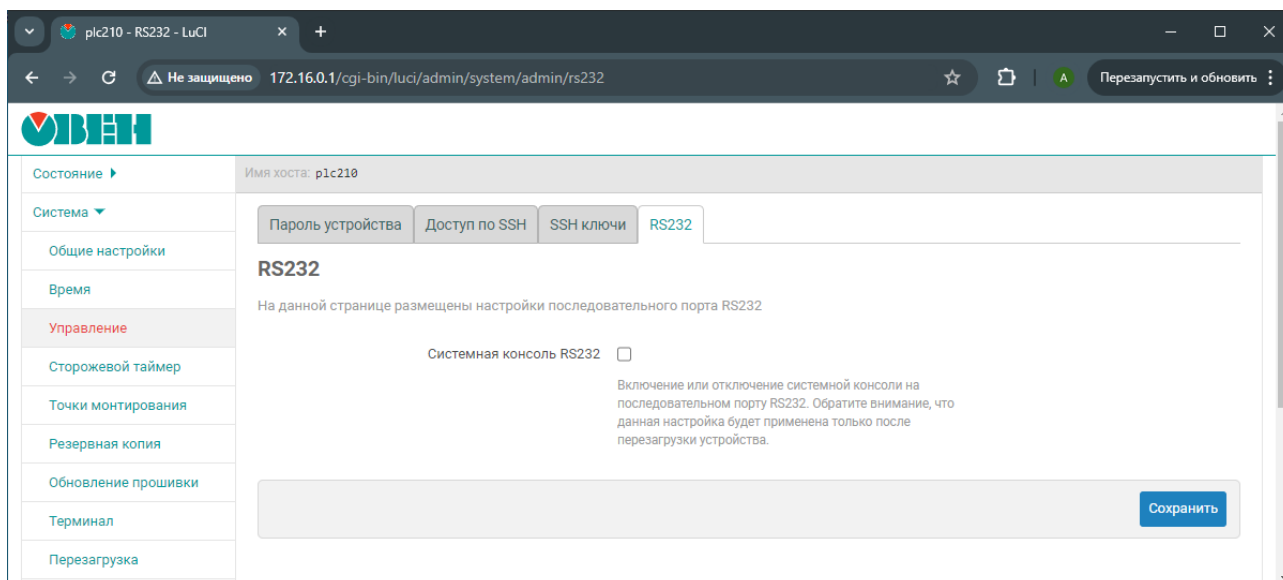 plc210 - RS232 - LuCI
Не защищено 172.16.0.1/cgi-bin/luci/admin/system/admin/rs232 A Перезапустить и обновить
ОВЕН
Состояние
Имя хоста: plc210
Система
Пароль устройства Доступ по SSH SSH ключи RS232
Общие настройки
RS232
Время
На данной странице размещены настройки последовательного порта RS232
Управление
Системная консоль RS232
Сторожевой таймер
Включение или отключение системной консоли на
последовательном порту RS232. Обратите внимание, что
данная настройка будет применена только после
перезагрузки устройства.
Точки монтирования
Резервная копия
Обновление прошивки
Сохранить
Терминал
Перезагрузка